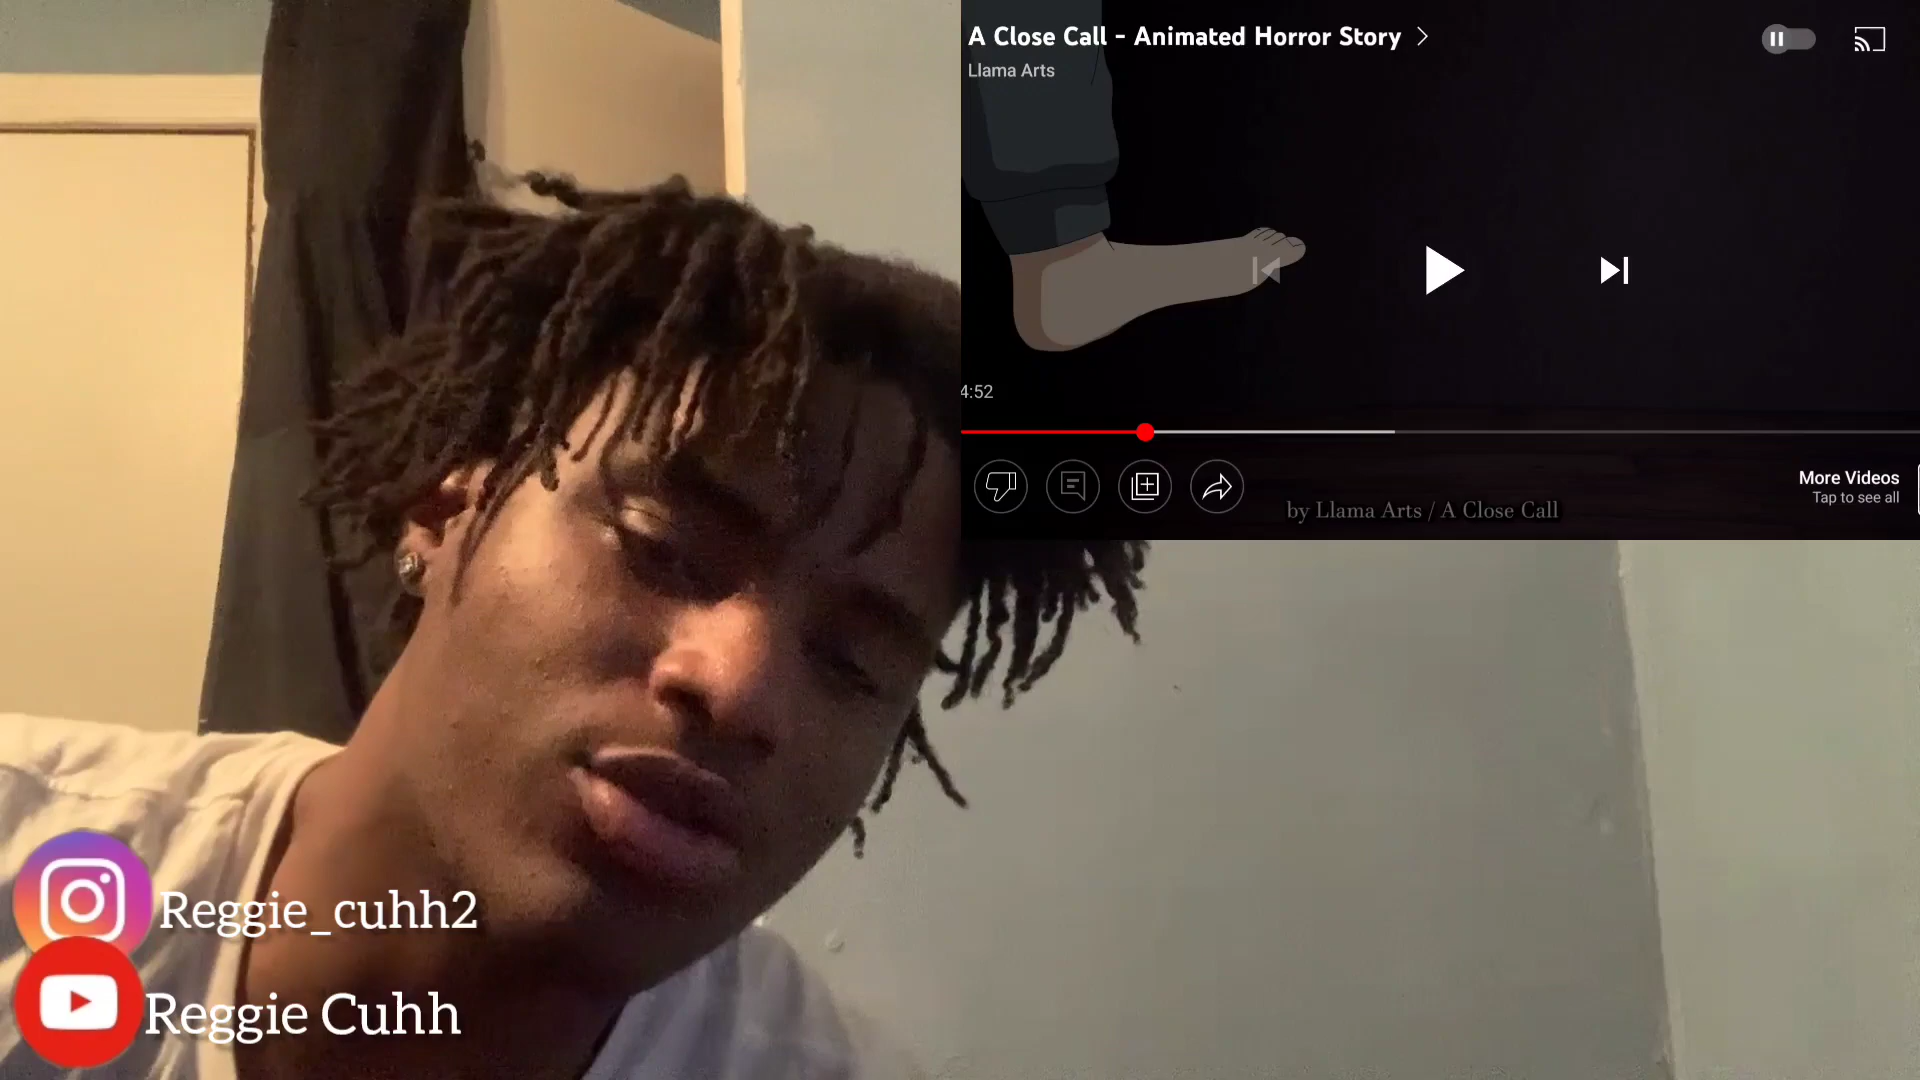 A Close Call - Animated Horror Story
Llama Arts
4:52
More Videos
Tap to see all
by Llama Arts / A Close Call
Reggie_cuhh2
Reggie Cuhh